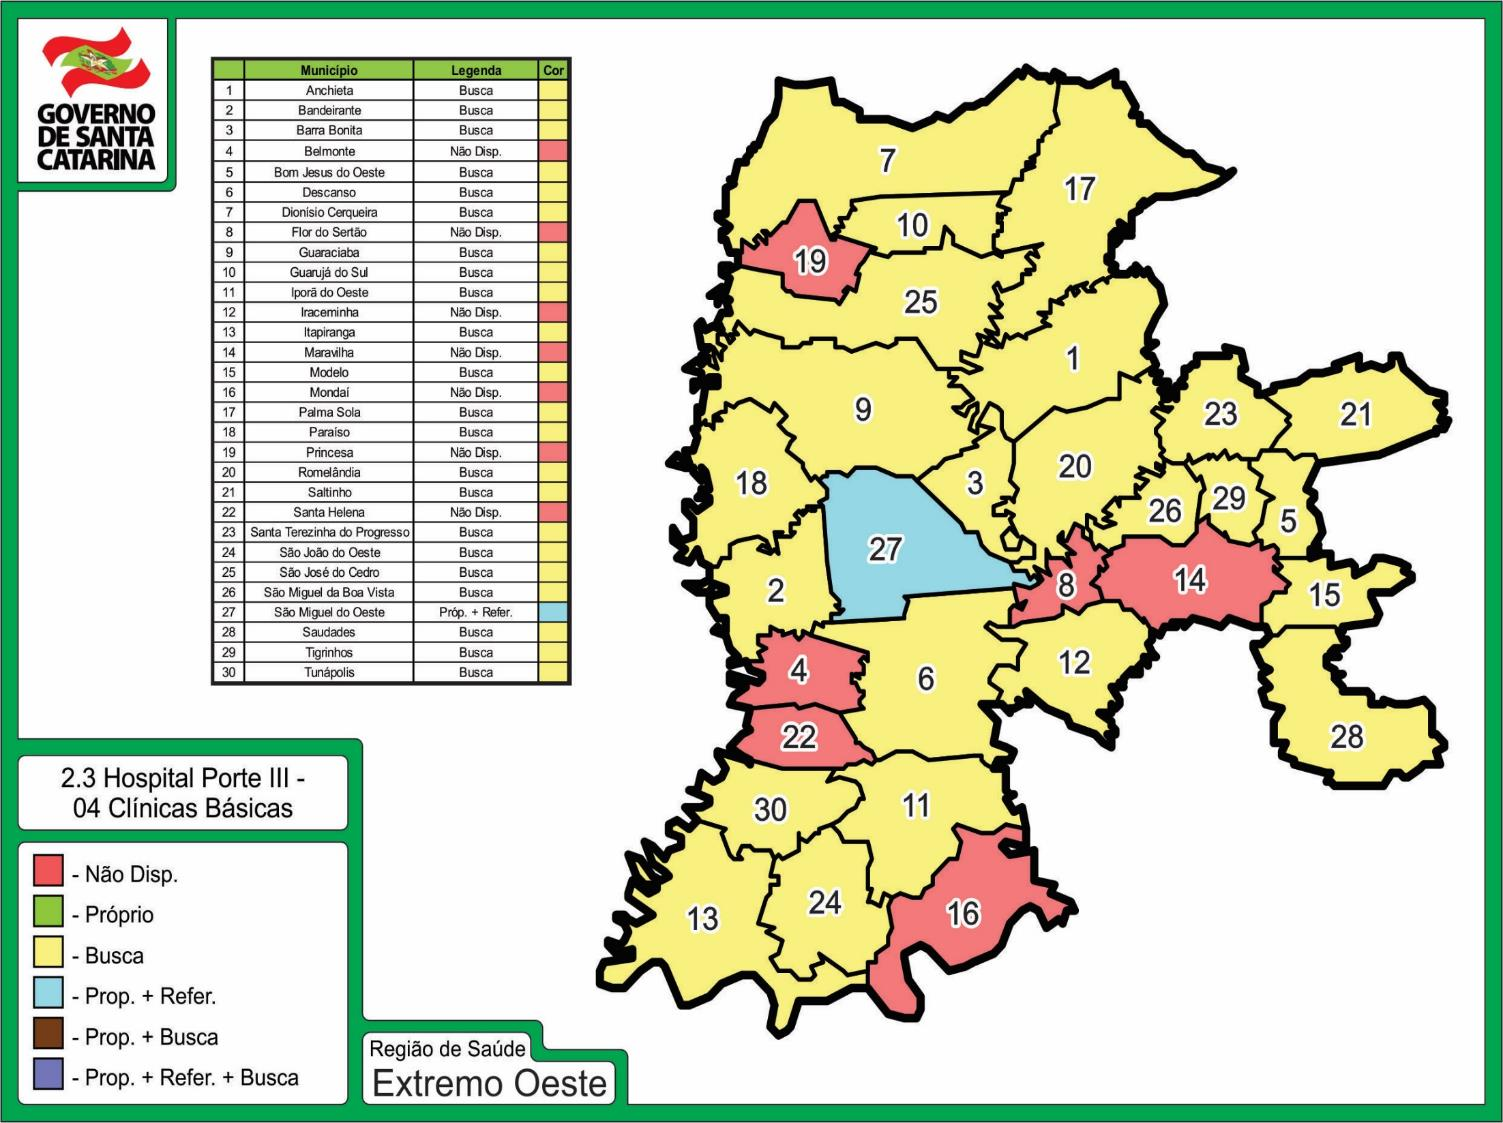 GOVERNO
DE SANTA
CATARINA
Município Legenda Cor
1 Anchieta Busca
2 Bandeirante Busca
3 Barra Bonita Busca
4 Belmonte Não Disp.
5 Bom Jesus do Oeste Busca
6 Descanso Busca
7 Dionísio Cerqueira Busca
8 Flor do Sertão Não Disp.
9 Guaraciaba Busca
10 Guarujá do Sul Busca
11 Iporã do Oeste Busca
12 Iraceminha Não Disp.
13 Itapiranga Busca
14 Maravilha Não Disp.
15 Modelo Busca
16 Mondaí Não Disp.
17 Palma Sola Busca
18 Paraíso Busca
19 Princesa Não Disp.
20 Romelândia Busca
21 Saltinho Busca
22 Santa Helena Não Disp.
23 Santa Terezinha do Progresso Busca
24 São João do Oeste Busca
25 São José do Cedro Busca
26 São Miguel da Boa Vista Busca
27 São Miguel do Oeste Próp. + Refer.
28 Saudades Busca
29 Tigrinhos Busca
30 Tunápolis Busca
7
17
10
19
25
1
9
23
21
18
3
20
26
29
5
27
2
8
14
15
4
6
12
22
28
30
11
13
24
16
2.3 Hospital Porte III -
04 Clínicas Básicas
- Não Disp.
- Próprio
- Busca
- Prop. + Refer.
- Prop. + Busca
- Prop. + Refer. + Busca
Região de Saúde
Extremo Oeste